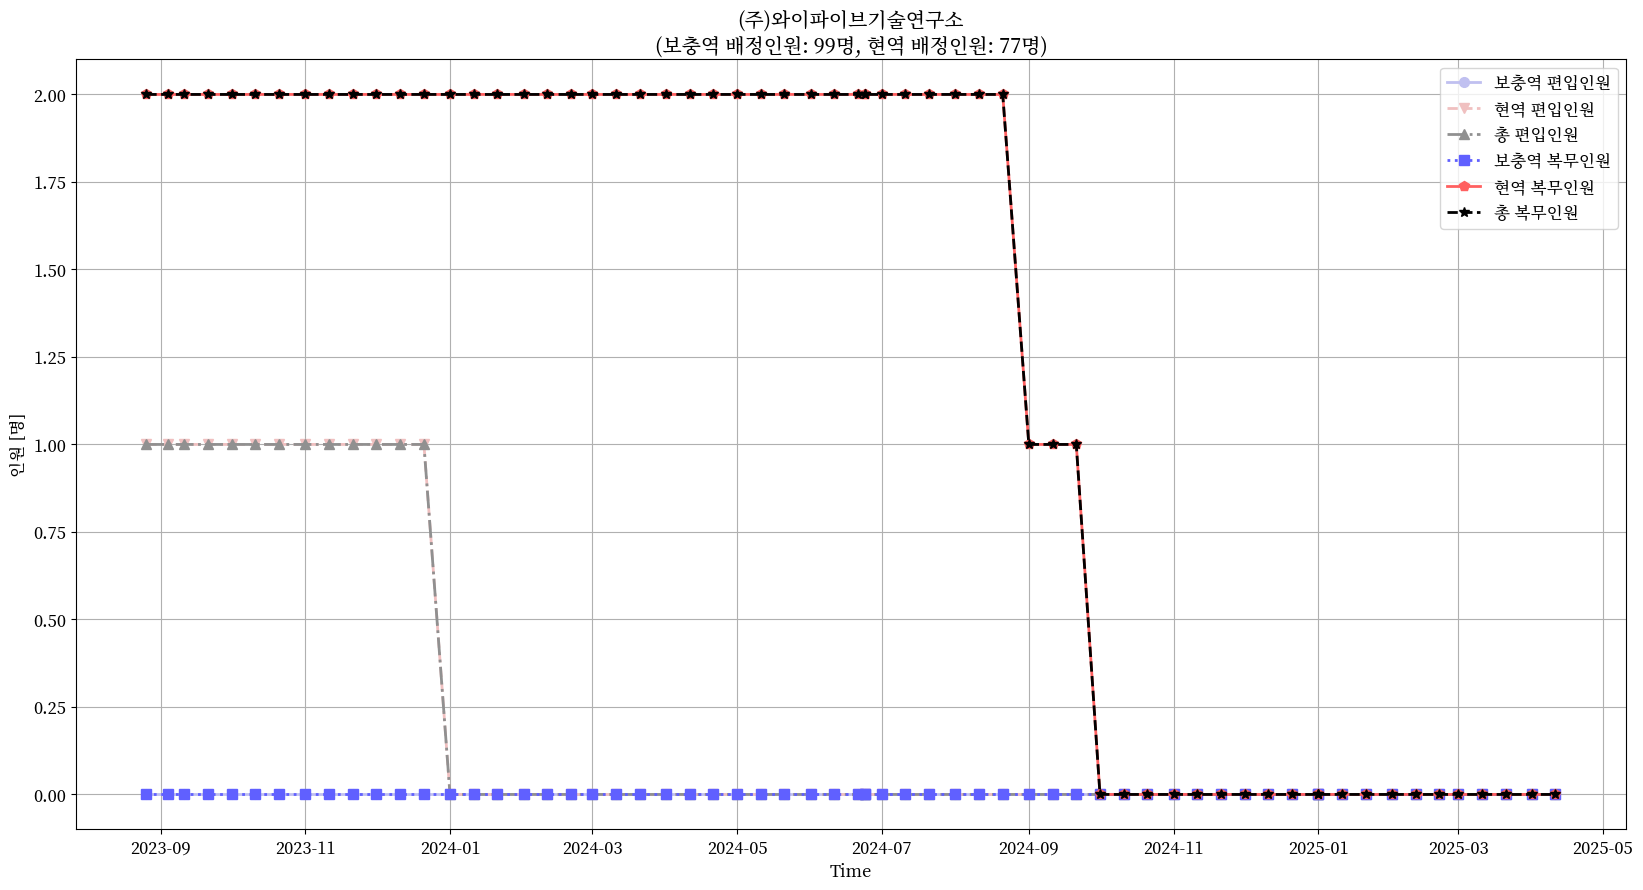 (주)와이파이브기술연구소
(보충역 배정인원: 99명, 현역 배정인원: 77명)
보충역 편입인원
현역 편입인원
총 편입인원
보충역 복무인원
현역 복무인원
총 복무인원
2.00
1.75
1.50
1.25
1.00
0.75
0.50
0.25
0.00
인원 [명]
2023-09 2023-11 2024-01 2024-03 2024-05 2024-07 2024-09 2024-11 2025-01 2025-03 2025-05
Time